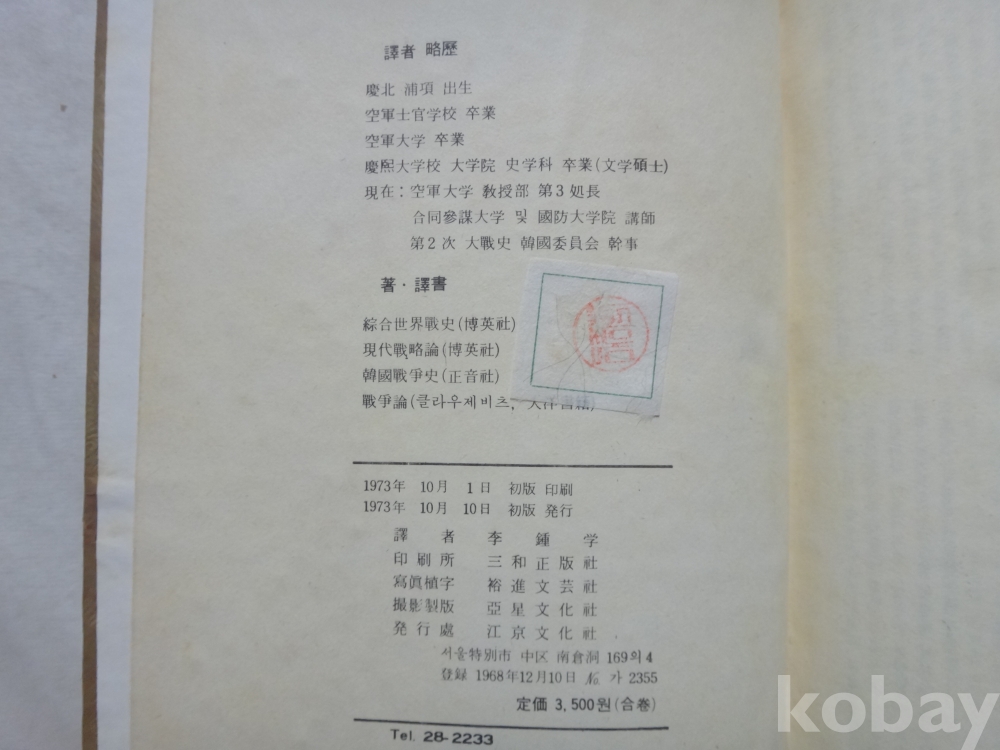 譯者 略歷
慶北 浦項 出生
空軍士官学校 卒業
空軍大学 卒業
慶熙大学校 大学院 史学科 卒業(文学碩士)
現在: 空軍大学 敎授部 第3処長
合同參謀大学 및 國防大学院 講師
第2次 大戰史 韓國委員会 幹事
著·譯書
綜合世界戰史(博英社)
現代戰略論(博英社)
韓國戰爭史(正音社)
戰爭論(클라우제비츠,
1973年 10月 1日 初版 印刷
1973年 10月 10日 初版 発行
譯者 李鍾学
印刷所 三和正版社
寫眞植字 裕進文芸社
撮影製版 亞星文化社
発行處 江京文化社
서울特別市 中区 南倉洞 169의4
登録 1968年12月10日 № 가 2355
定価 3,500원(合巻)
Tel. 28-2233
kobay